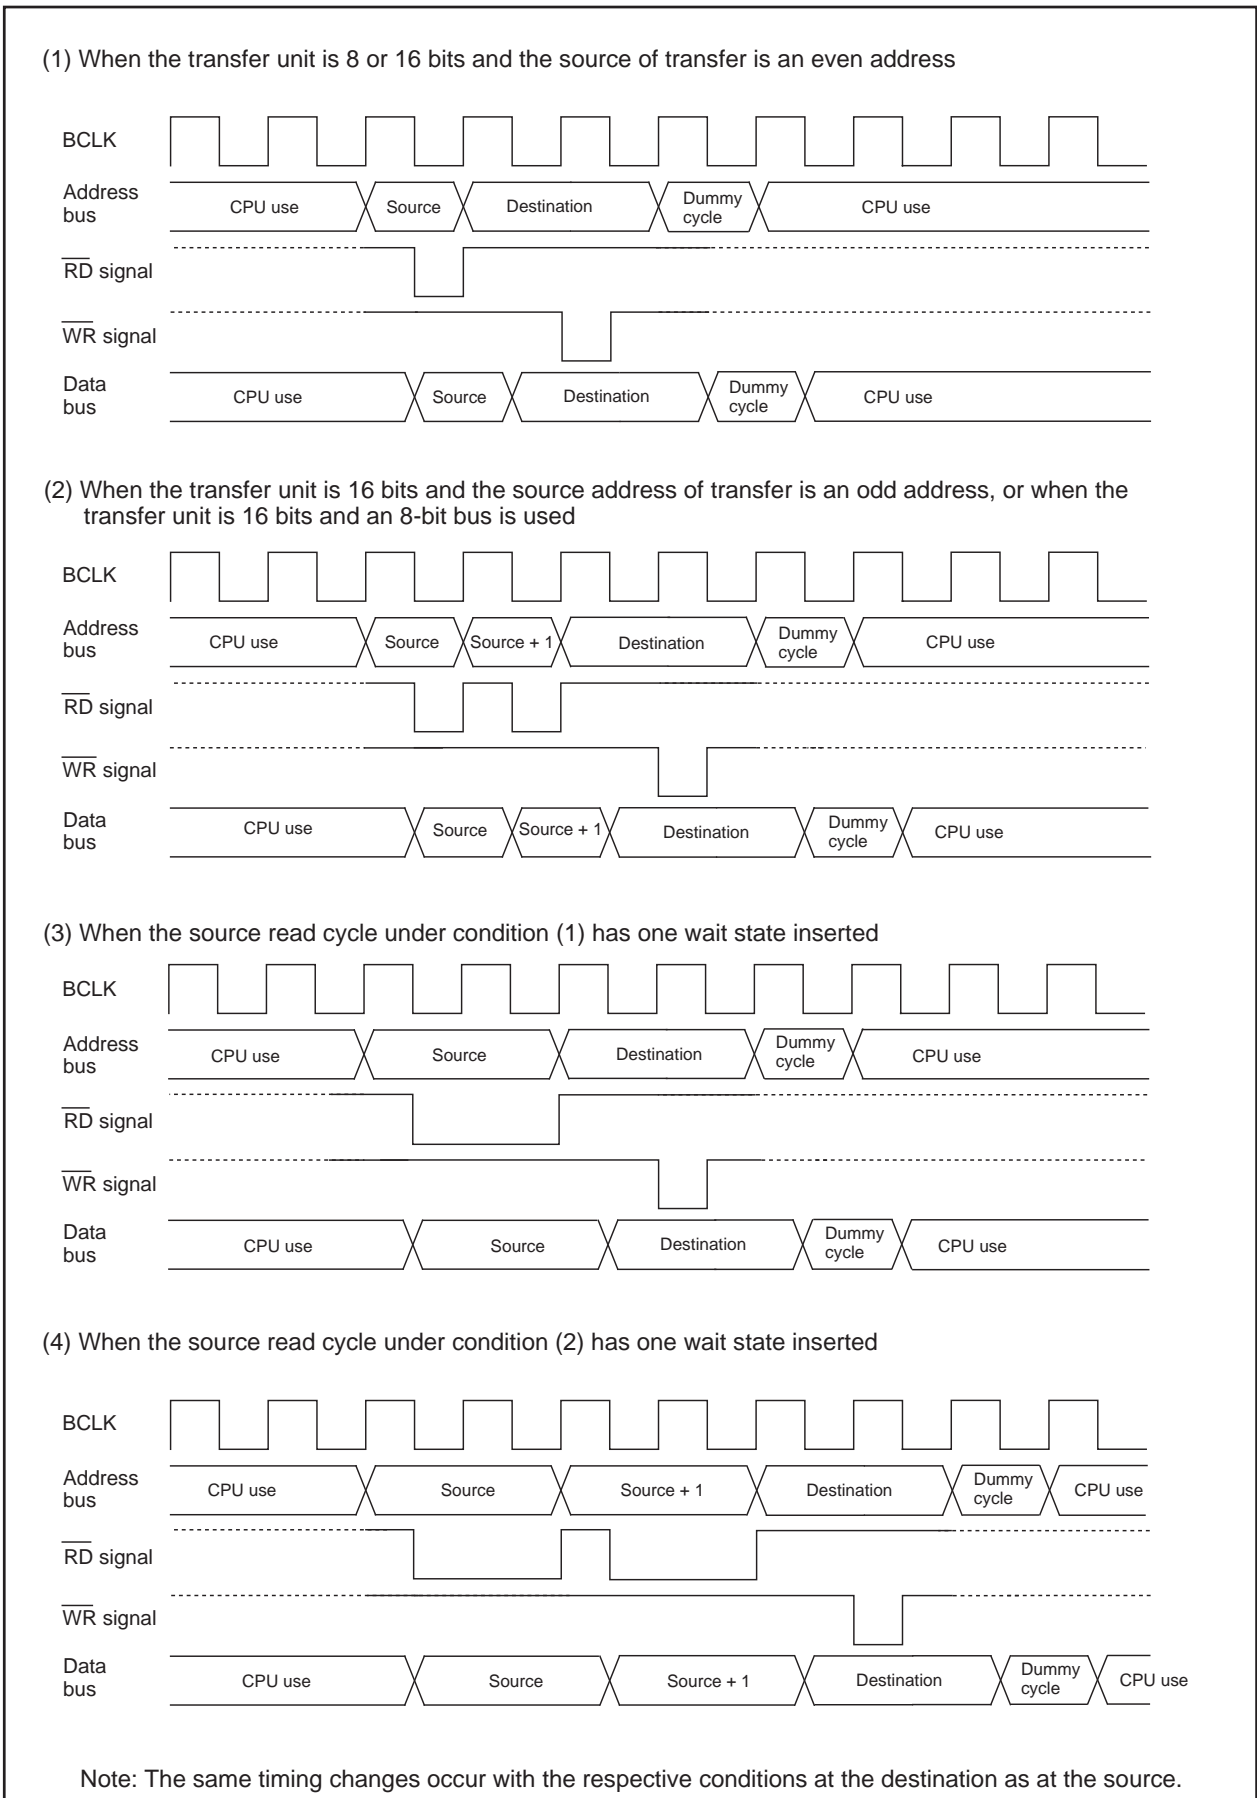 (1) When the transfer unit is 8 or 16 bits and the source of transfer is an even address
BCLK
Address
bus
CPU use
Source
Destination
Dummy
cycle
CPU use
RD signal
WR signal
Data
bus
CPU use
Source
Destination
Dummy
cycle
CPU use
(2) When the transfer unit is 16 bits and the source address of transfer is an odd address, or when the
transfer unit is 16 bits and an 8-bit bus is used
BCLK
Address
bus
CPU use
Source
Source + 1
Destination
Dummy
cycle
CPU use
RD signal
WR signal
Data
bus
CPU use
Source
Source + 1
Destination
Dummy
cycle
CPU use
(3) When the source read cycle under condition (1) has one wait state inserted
BCLK
Address
bus
CPU use
Source
Destination
Dummy
cycle
CPU use
RD signal
WR signal
Data
bus
CPU use
Source
Destination
Dummy
cycle
CPU use
(4) When the source read cycle under condition (2) has one wait state inserted
BCLK
Address
bus
CPU use
Source
Source + 1
Destination
Dummy
cycle
CPU use
RD signal
WR signal
Data
bus
CPU use
Source
Source + 1
Destination
Dummy
cycle
CPU use
Note: The same timing changes occur with the respective conditions at the destination as at the source.